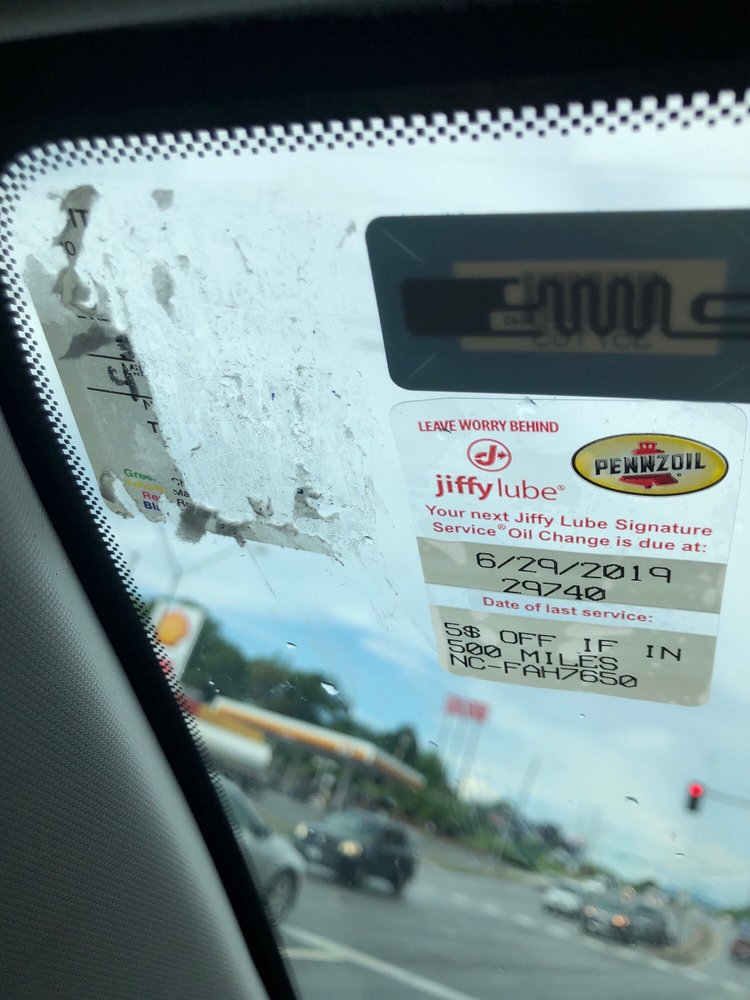 LEAVE WORRY BEHIND
jiffy lube®
PENNZOIL®
Your next Jiffy Lube Signature
Service® Oil Change is due at:
6/29/2019
29740
Date of last service:
5$ OFF IF IN
500 MILES
NC-FAH7650